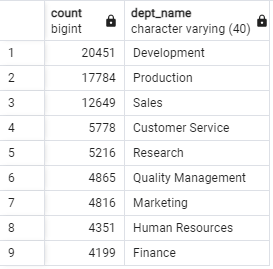 count dept_name
bigint character varying (40)
1 20451 Development
2 17784 Production
3 12649 Sales
4 5778 Customer Service
5 5216 Research
6 4865 Quality Management
7 4816 Marketing
8 4351 Human Resources
9 4199 Finance